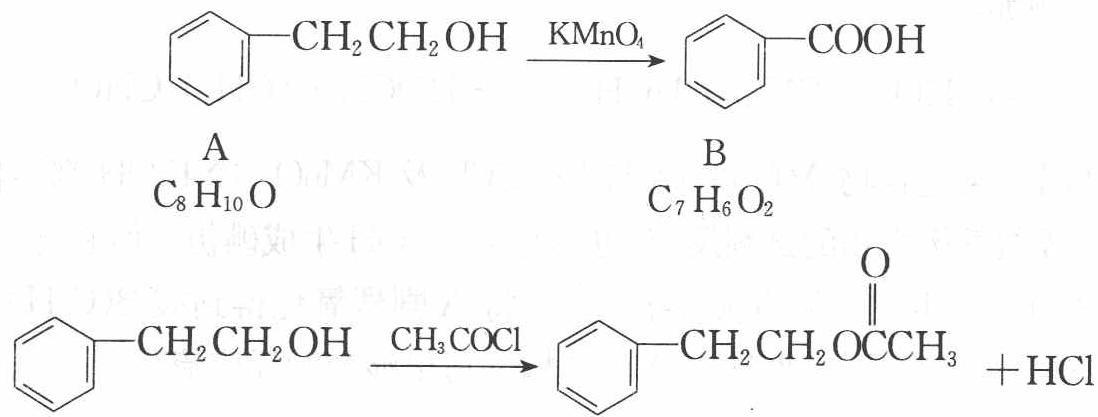 CH₂CH₂OH KMnO₄ COOH
A B
C₈H₁₀O C₇H₆O₂
O
CH₂CH₂OH CH₃COCl CH₂CH₂OCCH₃ +HCl